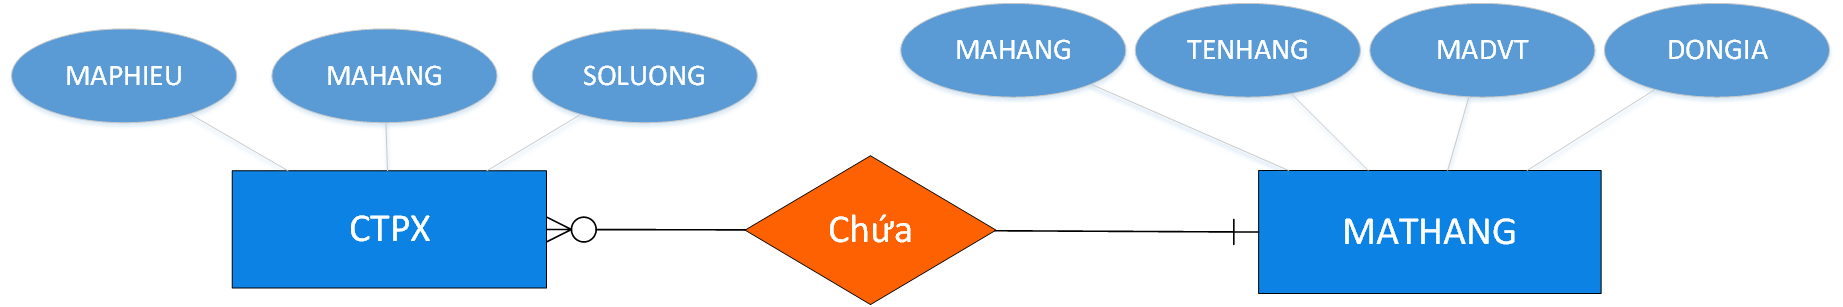 MAPHIEU
MAHANG
SOLUONG
MAHANG
TENHANG
MADVT
DONGIA
CTPX
Chứa
MATHANG